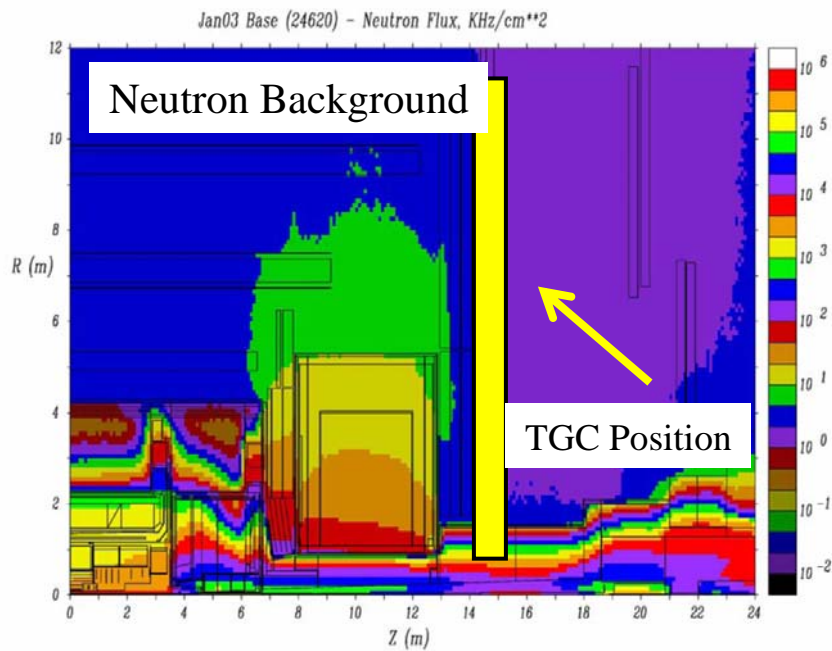 Jan03 Base (24620) - Neutron Flux, KHz/cm**2
Neutron Background
TGC Position
R (m)
12
10
8
6
4
2
0
0 2 4 6 8 10 12 14 16 18 20 22 24
Z (m)
10 6
10 5
10 4
10 3
10 2
10 1
10 0
10 -1
10 -2